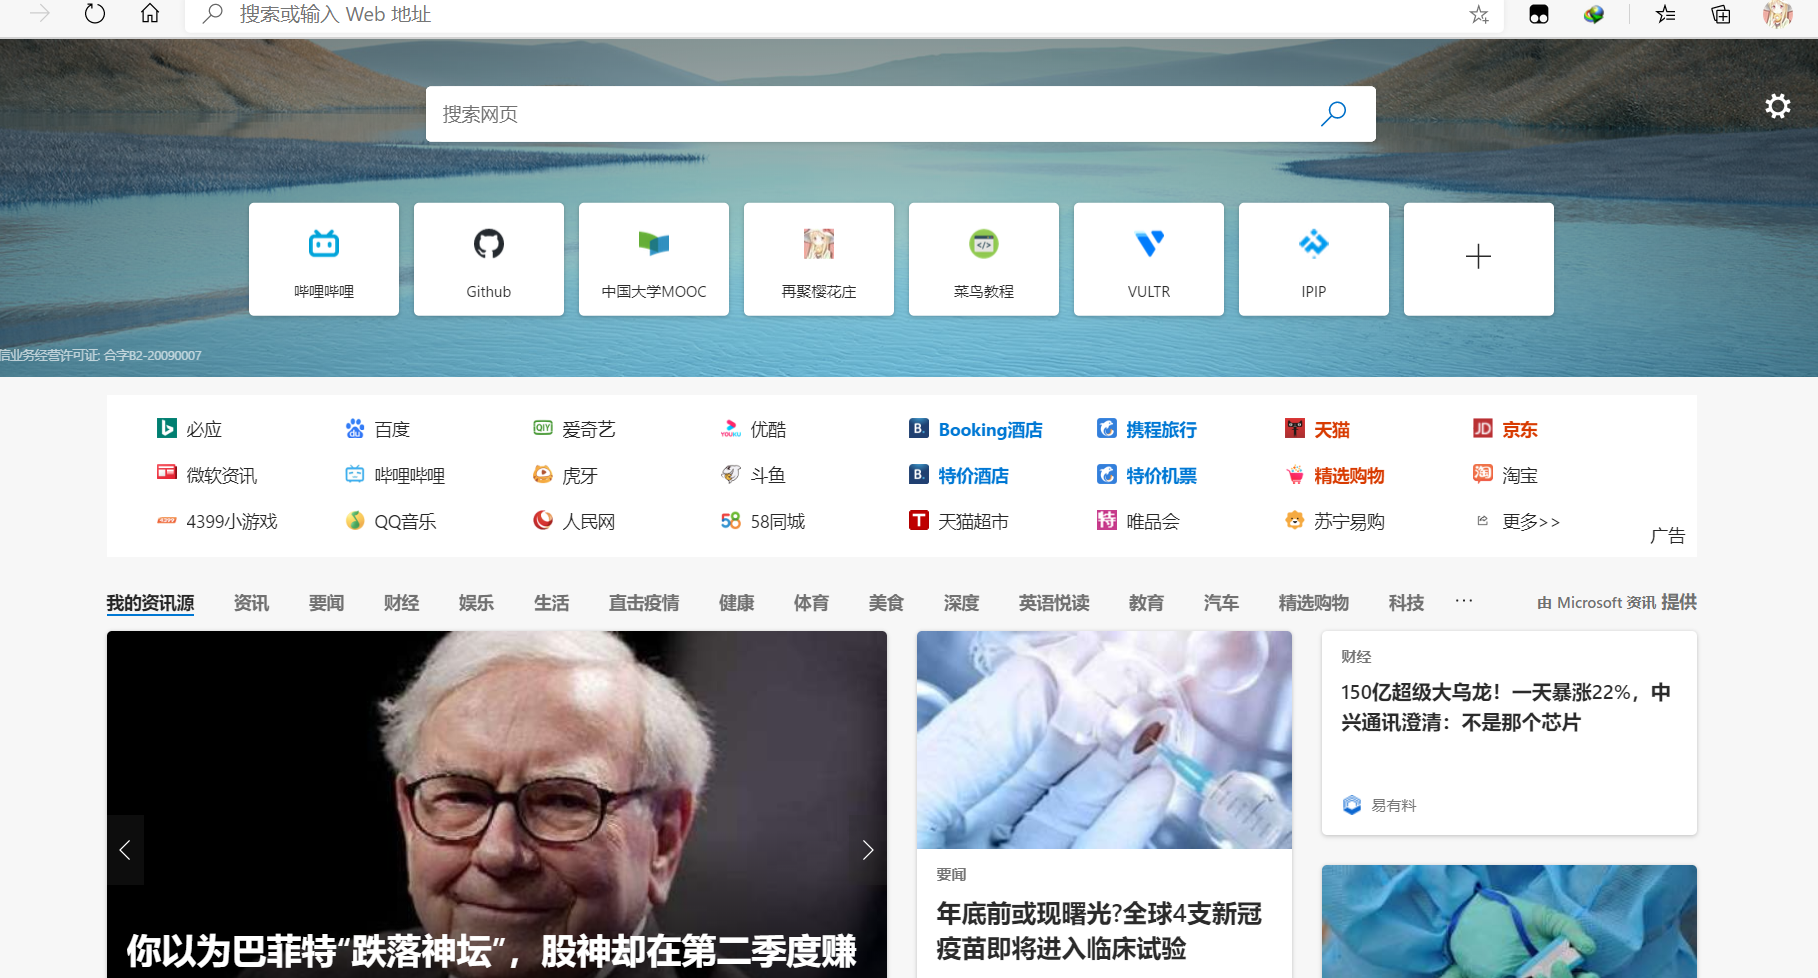 搜索或输入 Web 地址
搜索网页
哔哩哔哩
Github
中国大学MOOC
再聚樱花庄
菜鸟教程
VULTR
IPIP
信业务经营许可证: 合字B2-20090007
必应
百度
爱奇艺
优酷
Booking酒店
携程旅行
天猫
京东
微软资讯
哔哩哔哩
虎牙
斗鱼
特价酒店
特价机票
精选购物
淘宝
4399小游戏
QQ音乐
人民网
58同城
天猫超市
唯品会
苏宁易购
更多>>
广告
我的资讯源 资讯 要闻 财经 娱乐 生活 直击疫情 健康 体育 美食 深度 英语悦读 教育 汽车 精选购物 科技 ··· 由 Microsoft 资讯 提供
你以为巴菲特“跌落神坛”，股神却在第二季度赚
要闻
年底前或现曙光?全球4支新冠
疫苗即将进入临床试验
财经
150亿超级大乌龙！一天暴涨22%，中
兴通讯澄清：不是那个芯片
易有料